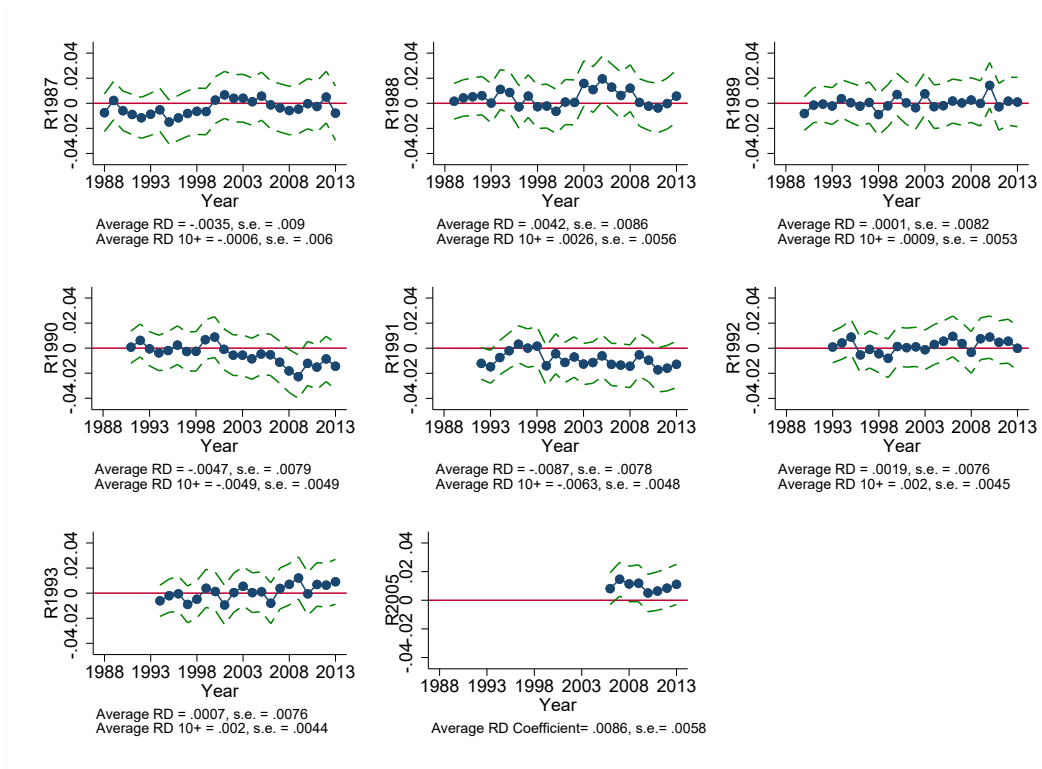 R1987
-.04-.02 0 .02.04
1988 1993 1998 2003 2008 2013
Year
Average RD = -.0035, s.e. = .009
Average RD 10+ = -.0006, s.e. = .006
R1988
-.04-.02 0 .02.04
1988 1993 1998 2003 2008 2013
Year
Average RD = .0042, s.e. = .0086
Average RD 10+ = .0026, s.e. = .0056
R1989
-.04-.02 0 .02.04
1988 1993 1998 2003 2008 2013
Year
Average RD = .0001, s.e. = .0082
Average RD 10+ = .0009, s.e. = .0053
R1990
-.04-.02 0 .02.04
1988 1993 1998 2003 2008 2013
Year
Average RD = -.0047, s.e. = .0079
Average RD 10+ = -.0049, s.e. = .0049
R1991
-.04-.02 0 .02.04
1988 1993 1998 2003 2008 2013
Year
Average RD = -.0087, s.e. = .0078
Average RD 10+ = -.0063, s.e. = .0048
R1992
-.04-.02 0 .02.04
1988 1993 1998 2003 2008 2013
Year
Average RD = .0019, s.e. = .0076
Average RD 10+ = .002, s.e. = .0045
R1993
-.04-.02 0 .02.04
1988 1993 1998 2003 2008 2013
Year
Average RD = .0007, s.e. = .0076
Average RD 10+ = .002, s.e. = .0044
R2005
-.04-.02 0 .02 .04
1988 1993 1998 2003 2008 2013
Year
Average RD Coefficient= .0086, s.e.= .0058